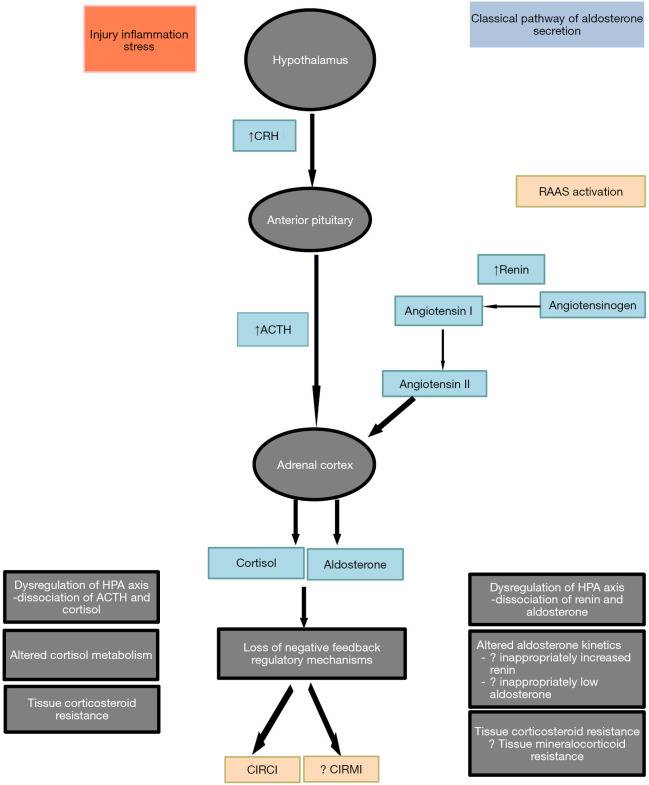 Injury inflammation
stress
Hypothalamus
Classical pathway of aldosterone
secretion
↑CRH
Anterior pituitary
RAAS activation
↑Renin
Angiotensin I
Angiotensinogen
↑ACTH
Angiotensin II
Adrenal cortex
Cortisol
Aldosterone
Dysregulation of HPA axis
-dissociation of ACTH and
cortisol
Altered cortisol metabolism
Tissue corticosteroid
resistance
Loss of negative feedback
regulatory mechanisms
Dysregulation of HPA axis
-dissociation of renin and
aldosterone
Altered aldosterone kinetics
- ? inappropriately increased
renin
- ? inappropriately low
aldosterone
Tissue corticosteroid resistance
? Tissue mineralocorticoid
resistance
CIRCI
? CIRMI